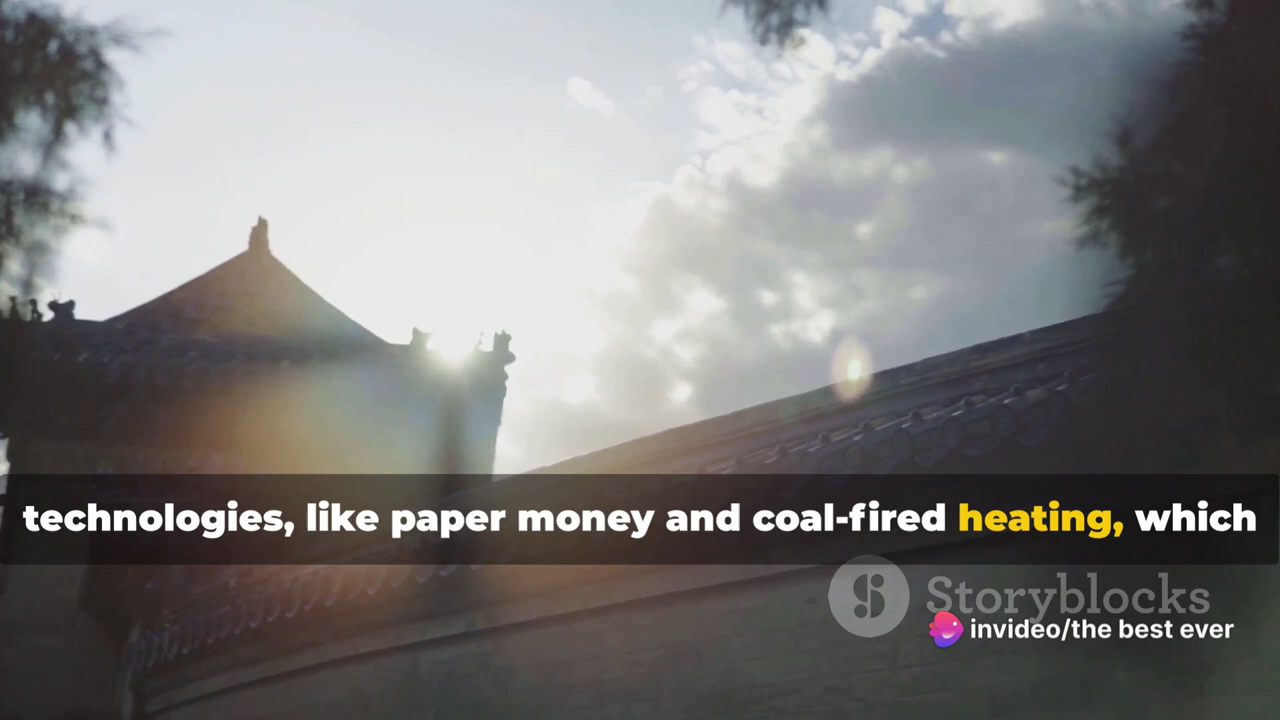 technologies, like paper money and coal-fired heating, which
Storyblocks
invideo/the best ever